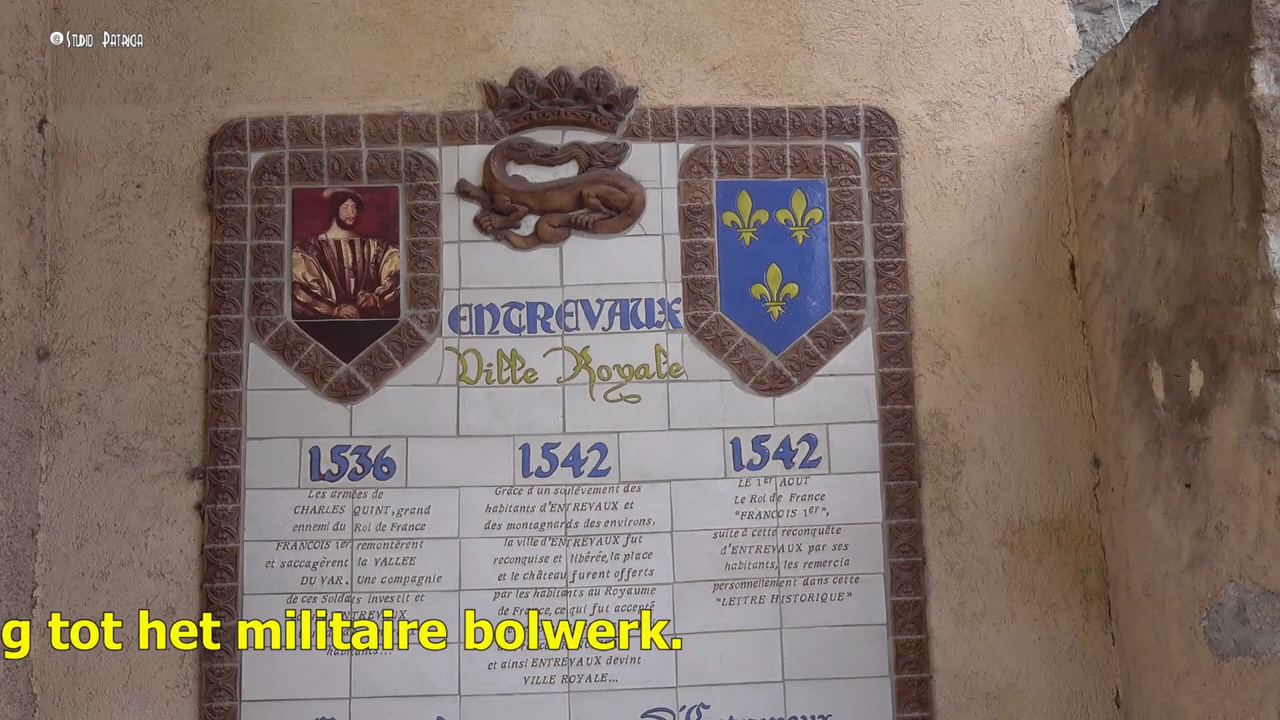 © Studio Patricia
ENTREVAUX
Ville Royale
1536
Les armées de
CHARLES QUINT, grand
ennemi du Roi de France
FRANCOIS 1er remontèrent
et saccagèrent la VALLEE
DU VAR. Une compagnie
de ces Soldats investit et
ENTREVAUX
habitants...
1542
Grâce à un soulèvement des
habitants d'ENTREVAUX et
des montagnards des environs,
la ville d'ENTREVAUX fut
reconquise et libérée, la place
et le château furent offerts
par les habitants au Royaume
de France, ce qui fut accepté
et ainsi ENTREVAUX devint
VILLE ROYALE...
1542
LE 1er AOUT
Le Roi de France
"FRANCOIS 1er",
suite à cette reconquête
d'ENTREVAUX par ses
habitants, les remercia
personnellement dans cette
"LETTRE HISTORIQUE"
g tot het militaire bolwerk.